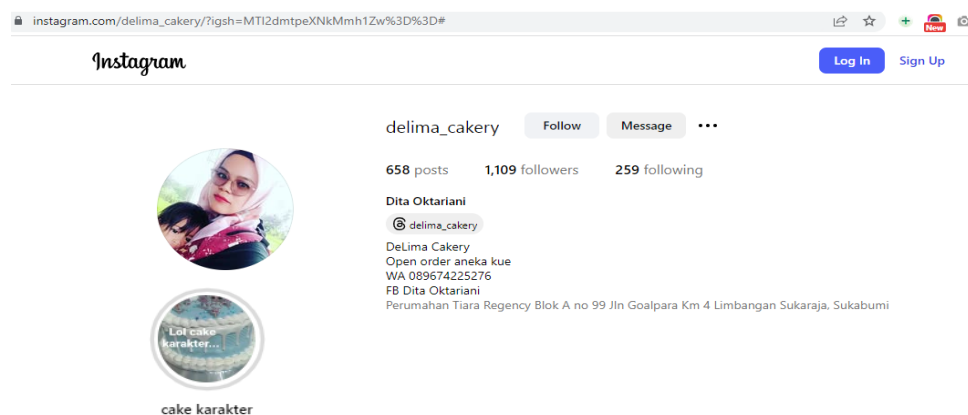 instagram.com/delima_cakery/?igsh=MTI2dmtpeXNkMmh1Zw%3D%3D#
New
Instagram
Log In
Sign Up
delima_cakery
Follow
Message
658 posts
1,109 followers
259 following
Dita Oktariani
delima_cakery
DeLima Cakery
Open order aneka kue
WA 089674225276
FB Dita Oktariani
Perumahan Tiara Regency Blok A no 99 Jln Goalpara Km 4 Limbangan Sukaraja, Sukabumi
Lol cake
karakter...
cake karakter